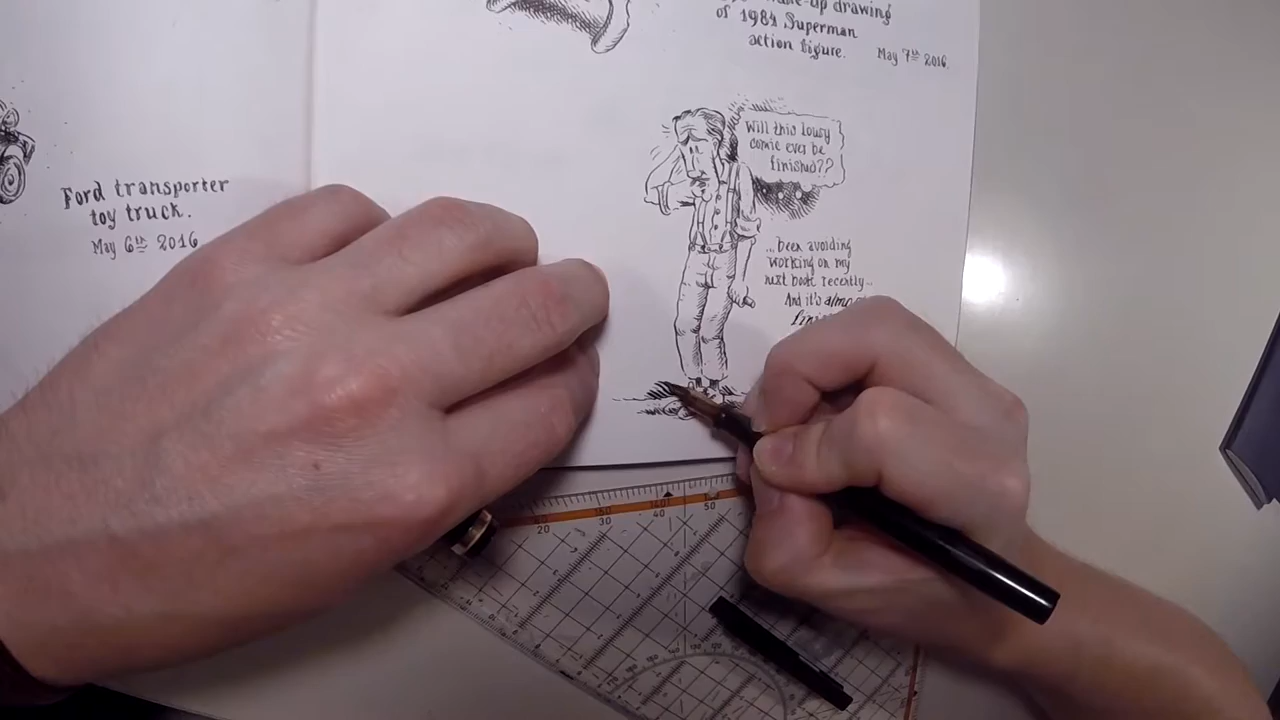 drawing
of 1984 Superman
action figure.
May 7th 2016.
Will this lousy
comic ever be
finished??
Ford transporter
toy truck.
May 6th 2016
...been avoiding
working on my
next book recently...
And it's
20
30
40
50